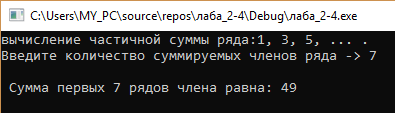 C:\Users\MY_PC\source\repos\лаба_2-4\Debug\лаба_2-4.exe
вычисление частичной суммы ряда:1, 3, 5, ... .
Введите количество суммируемых членов ряда -> 7
Сумма первых 7 рядов члена равна: 49